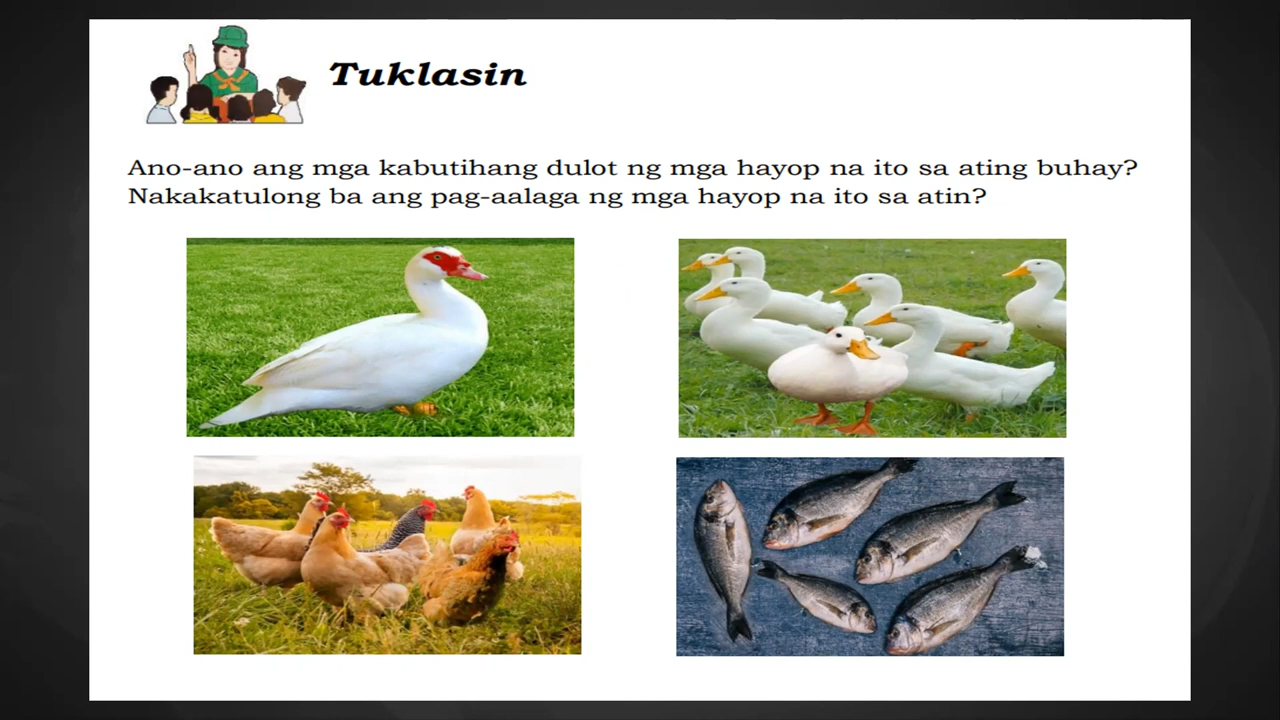 Tuklasin
Ano-ano ang mga kabutihang dulot ng mga hayop na ito sa ating buhay?
Nakakatulong ba ang pag-aalaga ng mga hayop na ito sa atin?